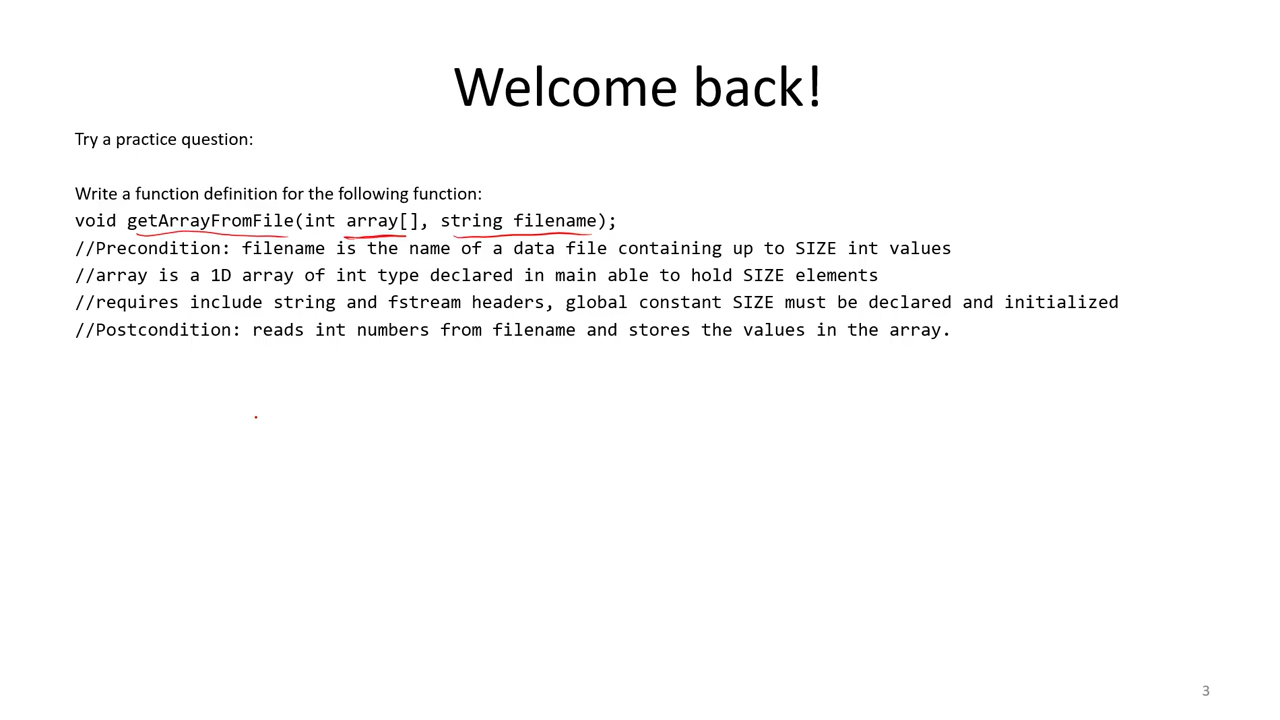 Welcome back!
Try a practice question:
Write a function definition for the following function:
void getArrayFromFile(int array[], string filename);
//Precondition: filename is the name of a data file containing up to SIZE int values
//array is a 1D array of int type declared in main able to hold SIZE elements
//requires include string and fstream headers, global constant SIZE must be declared and initialized
//Postcondition: reads int numbers from filename and stores the values in the array.
3